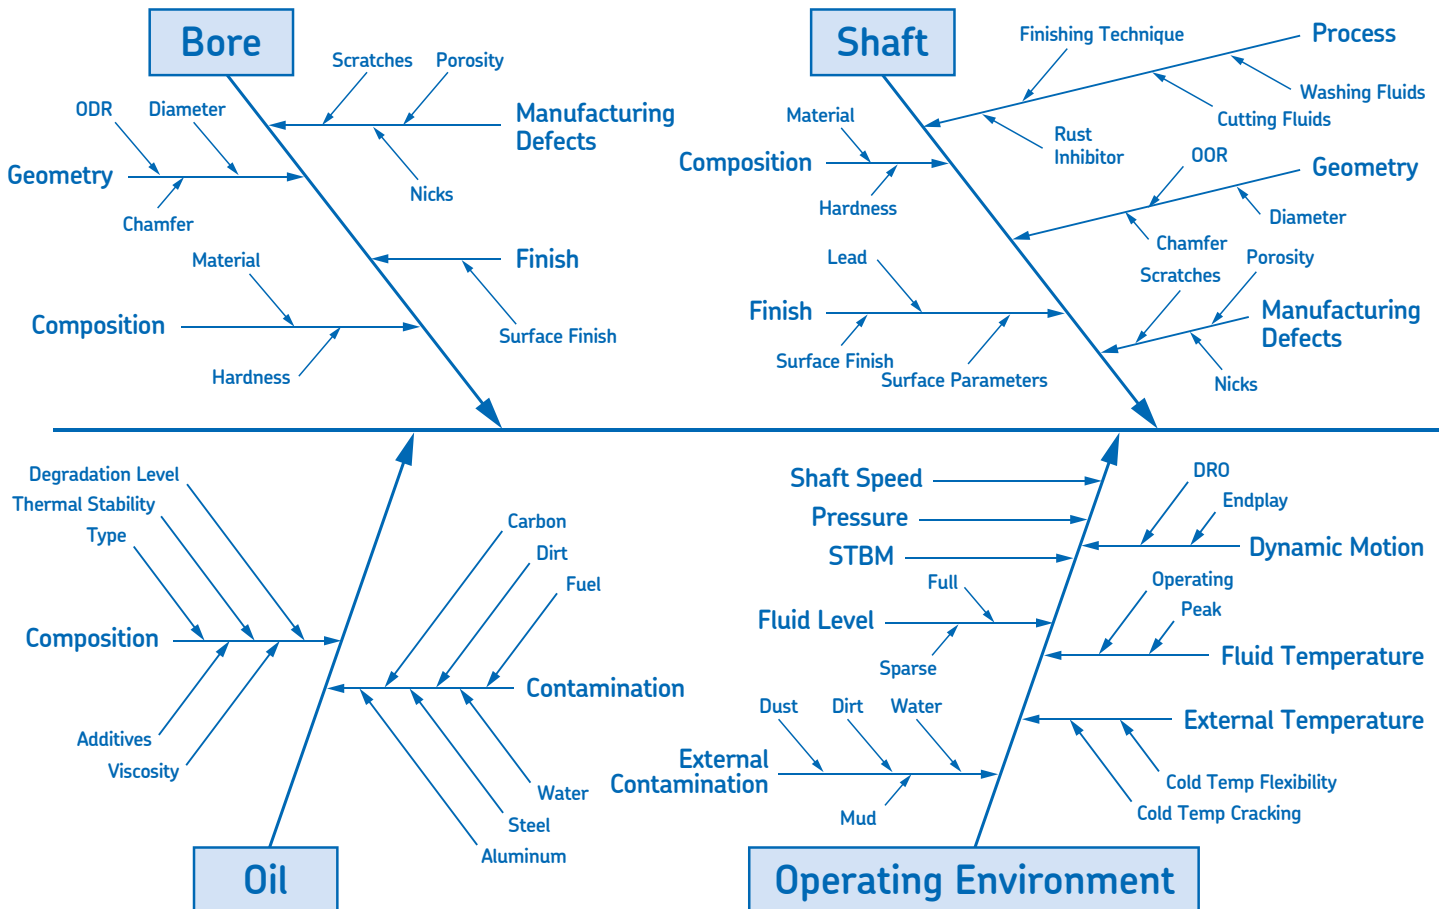 Bore
Scratches
Porosity
ODR
Diameter
Manufacturing
Defects
Geometry
Nicks
Chamfer
Material
Finish
Composition
Surface Finish
Hardness
Shaft
Finishing Technique
Process
Washing Fluids
Cutting Fluids
Material
Rust
Inhibitor
Composition
OOR
Geometry
Hardness
Diameter
Chamfer
Lead
Porosity
Scratches
Finish
Manufacturing
Defects
Surface Finish
Surface Parameters
Nicks
Degradation Level
Thermal Stability
Type
Carbon
Dirt
Fuel
Composition
Contamination
Additives
Viscosity
Water
Steel
Aluminum
Oil
Shaft Speed
DRO
Endplay
Pressure
Dynamic Motion
STBM
Full
Operating
Peak
Fluid Level
Sparse
Fluid Temperature
Dust
Dirt
Water
External Temperature
External
Contamination
Cold Temp Flexibility
Mud
Cold Temp Cracking
Operating Environment